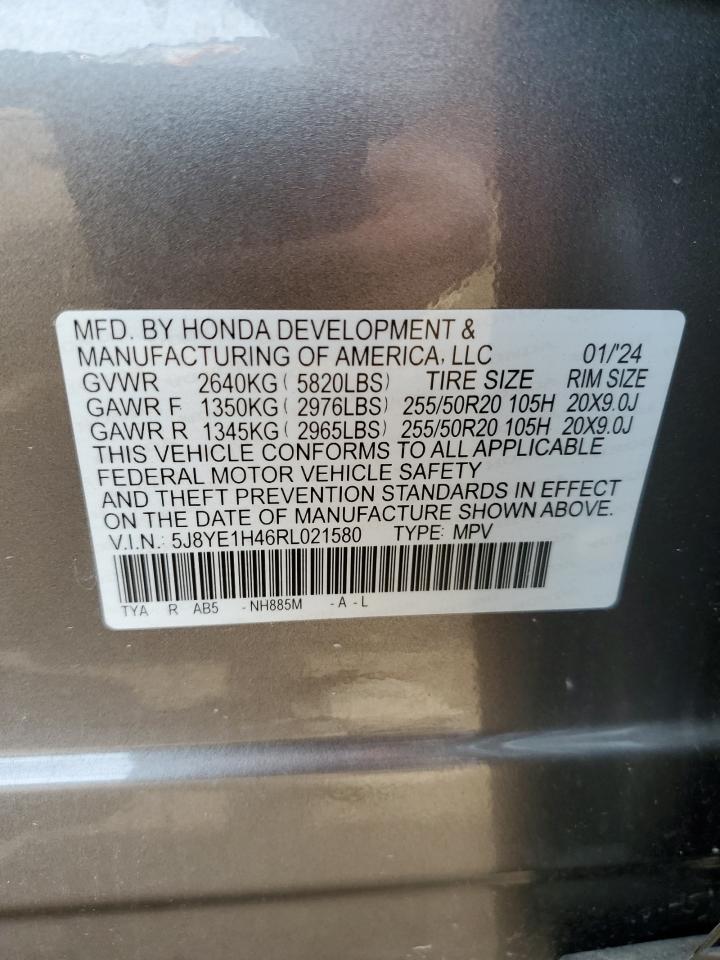 MFD. BY HONDA DEVELOPMENT &
MANUFACTURING OF AMERICA, LLC 01/'24
GVWR 2640KG ( 5820LBS) TIRE SIZE RIM SIZE
GAWR F 1350KG ( 2976LBS) 255/50R20 105H 20X9.0J
GAWR R 1345KG ( 2965LBS) 255/50R20 105H 20X9.0J
THIS VEHICLE CONFORMS TO ALL APPLICABLE
FEDERAL MOTOR VEHICLE SAFETY
AND THEFT PREVENTION STANDARDS IN EFFECT
ON THE DATE OF MANUFACTURE SHOWN ABOVE.
V.I.N.: 5J8YE1H46RL021580 TYPE: MPV
TYA R AB5 - NH885M - A - L